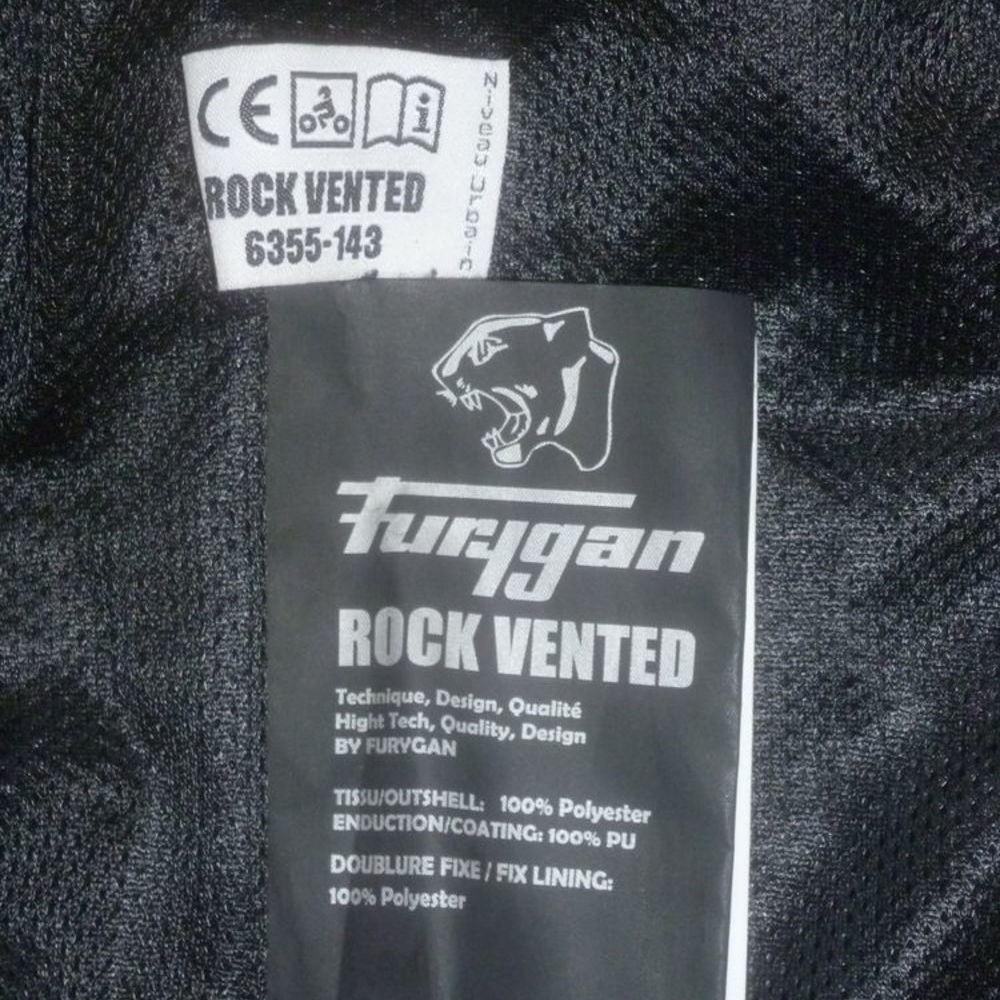 CE
Niveau Urbain
ROCK VENTED
6355-143
furygan
ROCK VENTED
Technique, Design, Qualité
Hight Tech, Quality, Design
BY FURYGAN
TISSU/OUTSHELL: 100% Polyester
ENDUCTION/COATING: 100% PU
DOUBLURE FIXE / FIX LINING:
100% Polyester